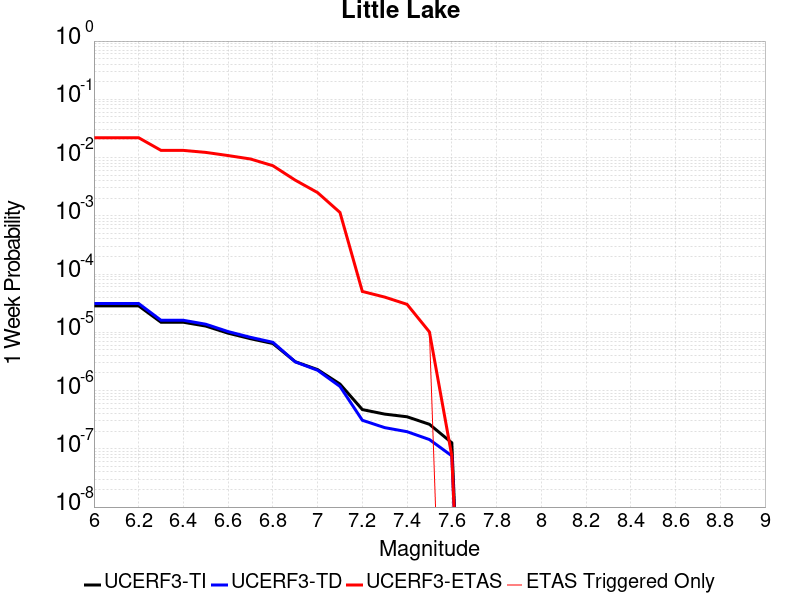 Little Lake
10 0
10 -1
10 -2
10 -3
10 -4
10 -5
10 -6
10 -7
10 -8
1 Week Probability
6 6.2 6.4 6.6 6.8 7 7.2 7.4 7.6 7.8 8 8.2 8.4 8.6 8.8 9
Magnitude
UCERF3-TI UCERF3-TD UCERF3-ETAS ETAS Triggered Only